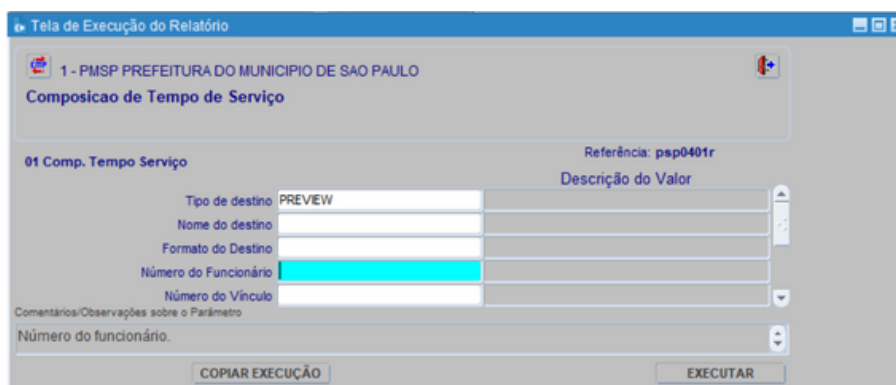 Tela de Execução do Relatório
1 - PMSP PREFEITURA DO MUNICIPIO DE SAO PAULO
Composicao de Tempo de Serviço
01 Comp. Tempo Serviço
Referência: psp0401r
Descrição do Valor
Tipo de destino PREVIEW
Nome do destino
Formato do Destino
Número do Funcionário
Número do Vínculo
Comentários/Observações sobre o Parâmetro
Número do funcionário.
COPIAR EXECUÇÃO EXECUTAR